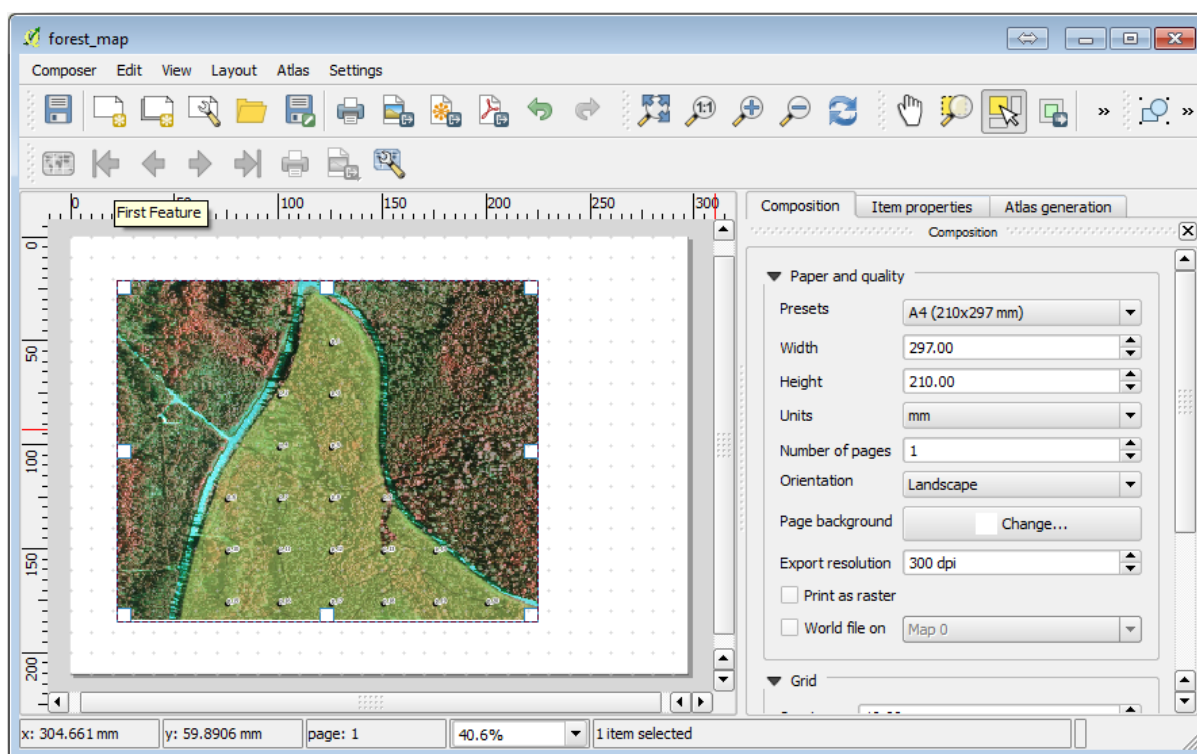 forest_map
Composer Edit View Layout Atlas Settings
1:1
» »
0 50 100 150 200 250 300
First Feature
0
50
100
150
200
Composition Item properties Atlas generation
Composition
Paper and quality
Presets A4 (210x297 mm)
Width 297.00
Height 210.00
Units mm
Number of pages 1
Orientation Landscape
Page background Change...
Export resolution 300 dpi
Print as raster
World file on Map 0
Grid
x: 304.661 mm y: 59.8906 mm page: 1 40.6% 1 item selected